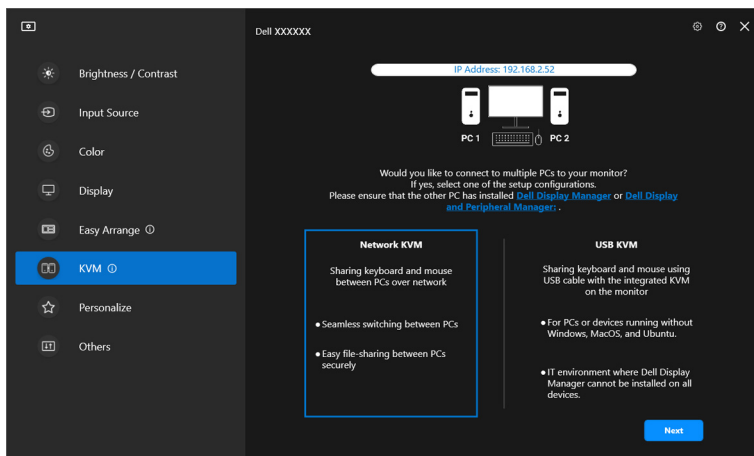 Dell XXXXXX
Brightness / Contrast
Input Source
Color
Display
Easy Arrange
KVM
Personalize
Others
IP Address: 192.168.2.52
PC 1
PC 2
Would you like to connect to multiple PCs to your monitor?
If yes, select one of the setup configurations.
Please ensure that the other PC has installed Dell Display Manager or Dell Display
and Peripheral Manager: .
Network KVM
Sharing keyboard and mouse
between PCs over network
• Seamless switching between PCs
• Easy file-sharing between PCs
securely
USB KVM
Sharing keyboard and mouse using
USB cable with the integrated KVM
on the monitor
• For PCs or devices running without
Windows, MacOS, and Ubuntu.
• IT environment where Dell Display
Manager cannot be installed on all
devices.
Next